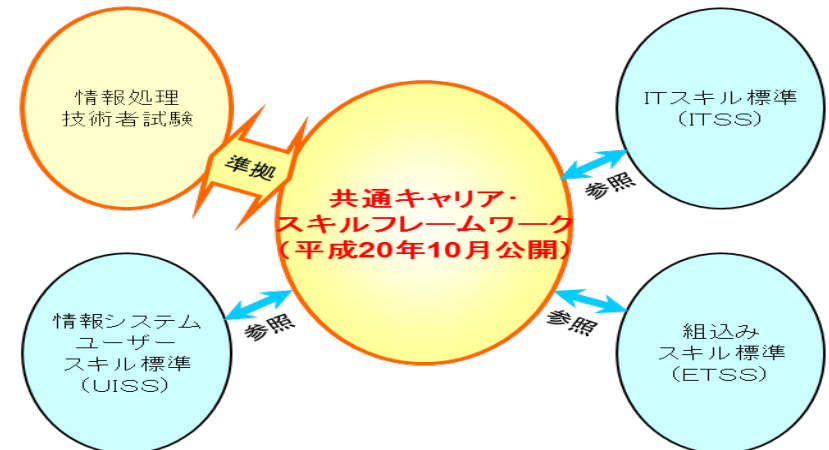 情報処理
技術者試験
準拠
共通キャリア・
スキルフレームワーク
(平成20年10月公開)
ITスキル標準
(ITSS)
参照
情報システム
ユーザー
スキル標準
(UISS)
参照
組込み
スキル標準
(ETSS)
参照